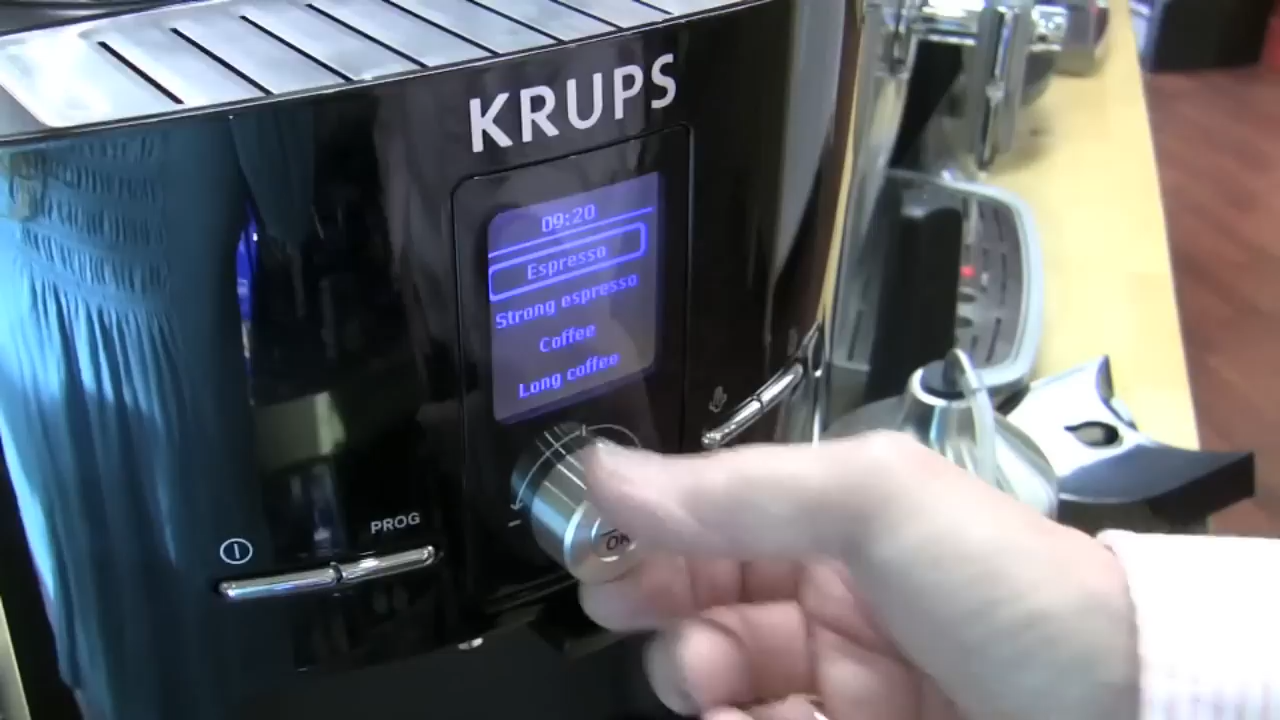 KRUPS
09:20
Espresso
Strong espresso
Coffee
Long coffee
PROG
OK